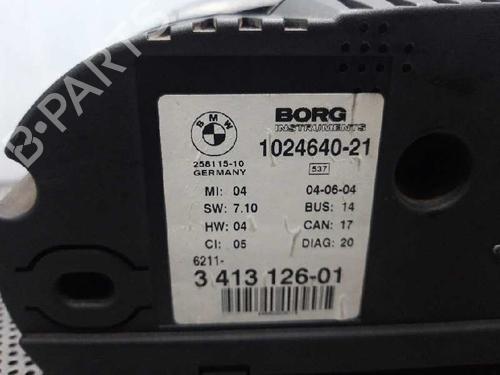 BMW
BORG
INSTRUMENTS
258115-10
GERMANY
1024640-21
537
MI: 04
04-06-04
SW: 7.10
BUS: 14
HW: 04
CAN: 17
CI: 05
DIAG: 20
6211-
3 413 126-01
B-PARTS